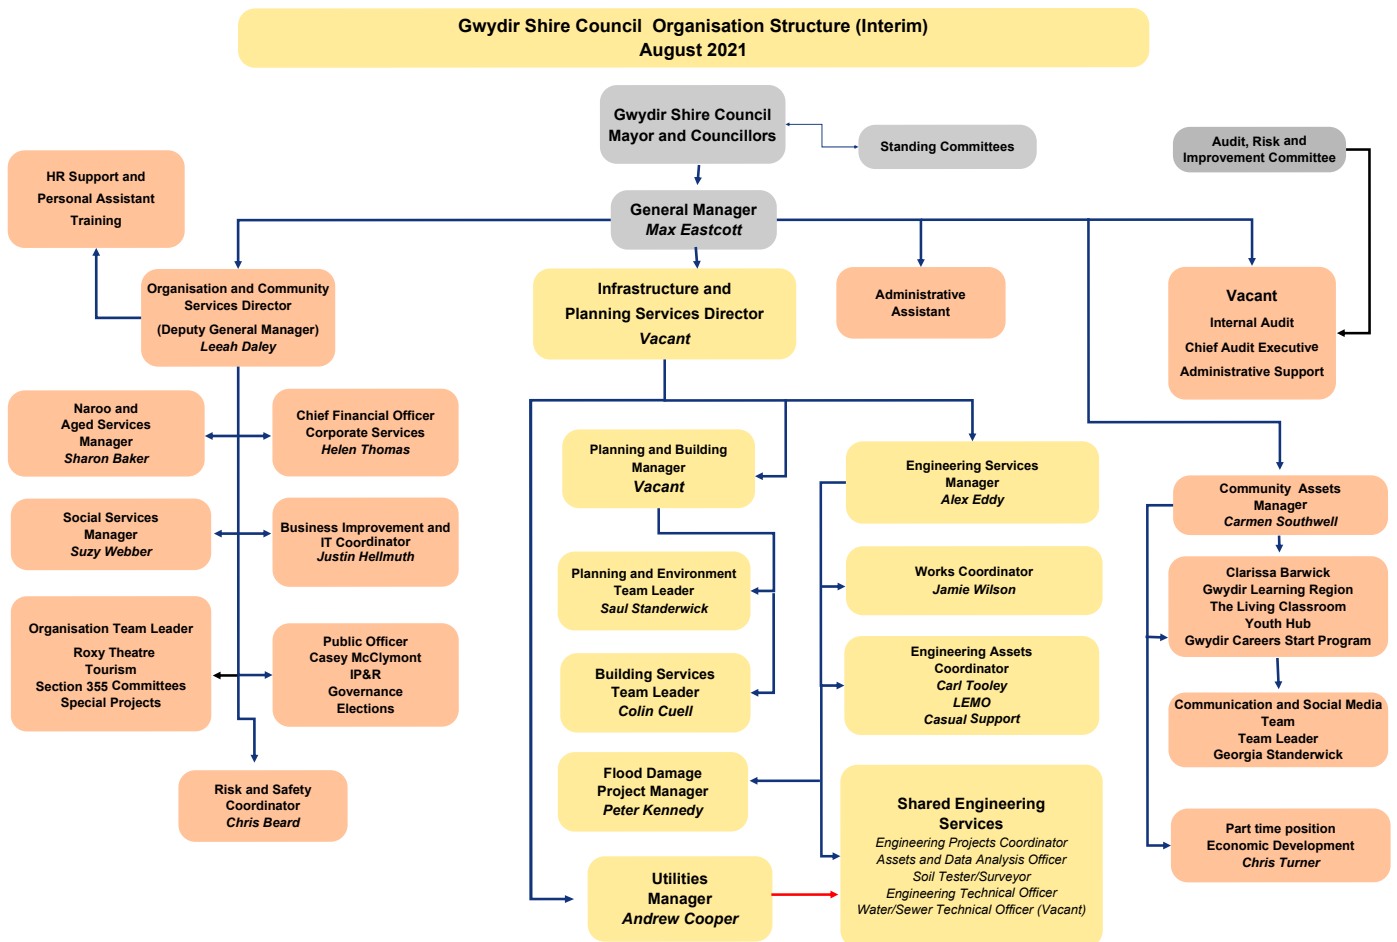 Gwydir Shire Council  Organisation Structure (Interim)
August 2021
Gwydir Shire Council
Mayor and Councillors
Standing Committees
Audit, Risk and
Improvement Committee
HR Support and
Personal Assistant
Training
General Manager
Max Eastcott
Organisation and Community
Services Director
(Deputy General Manager)
Leeah Daley
Infrastructure and
Planning Services Director
Vacant
Administrative
Assistant
Vacant
Internal Audit
Chief Audit Executive
Administrative Support
Naroo and
Aged Services
Manager
Sharon Baker
Chief Financial Officer
Corporate Services
Helen Thomas
Social Services
Manager
Suzy Webber
Business Improvement and
IT Coordinator
Justin Hellmuth
Organisation Team Leader
Roxy Theatre
Tourism
Section 355 Committees
Special Projects
Public Officer
Casey McClymont
IP&R
Governance
Elections
Risk and Safety
Coordinator
Chris Beard
Planning and Building
Manager
Vacant
Planning and Environment
Team Leader
Saul Standerwick
Building Services
Team Leader
Colin Cuell
Flood Damage
Project Manager
Peter Kennedy
Utilities
Manager
Andrew Cooper
Engineering Services
Manager
Alex Eddy
Works Coordinator
Jamie Wilson
Engineering Assets
Coordinator
Carl Tooley
LEMO
Casual Support
Shared Engineering
Services
Engineering Projects Coordinator
Assets and Data Analysis Officer
Soil Tester/Surveyor
Engineering Technical Officer
Water/Sewer Technical Officer (Vacant)
Community Assets
Manager
Carmen Southwell
Clarissa Barwick
Gwydir Learning Region
The Living Classroom
Youth Hub
Gwydir Careers Start Program
Communication and Social Media
Team
Team Leader
Georgia Standerwick
Part time position
Economic Development
Chris Turner